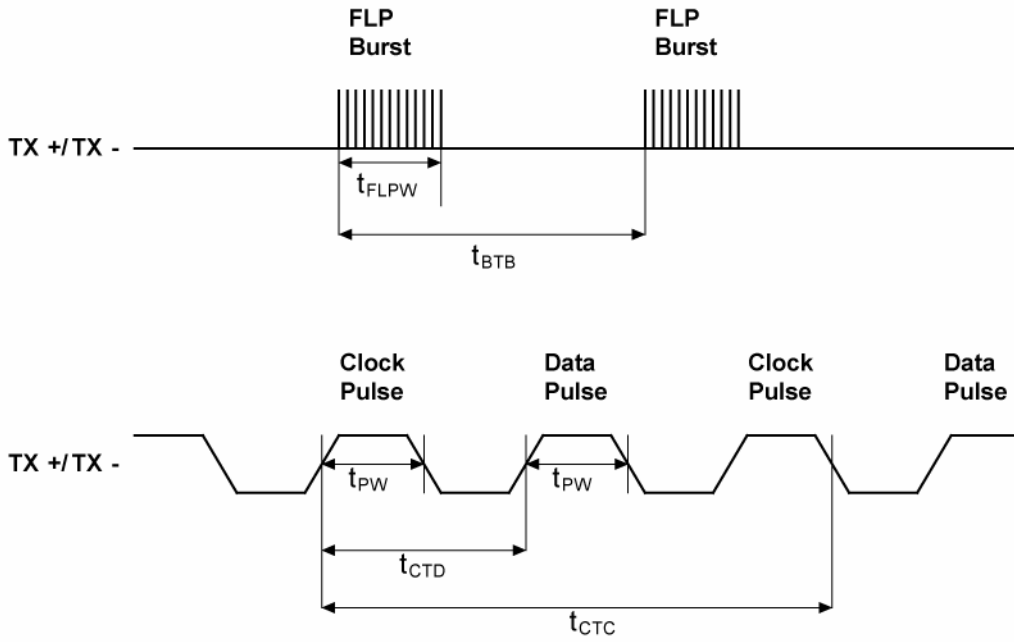 FLP
Burst
FLP
Burst
TX +/TX -
tFLPW
tBTB
Clock
Pulse
Data
Pulse
Clock
Pulse
Data
Pulse
TX +/TX -
tPW
tPW
tCTD
tCTC